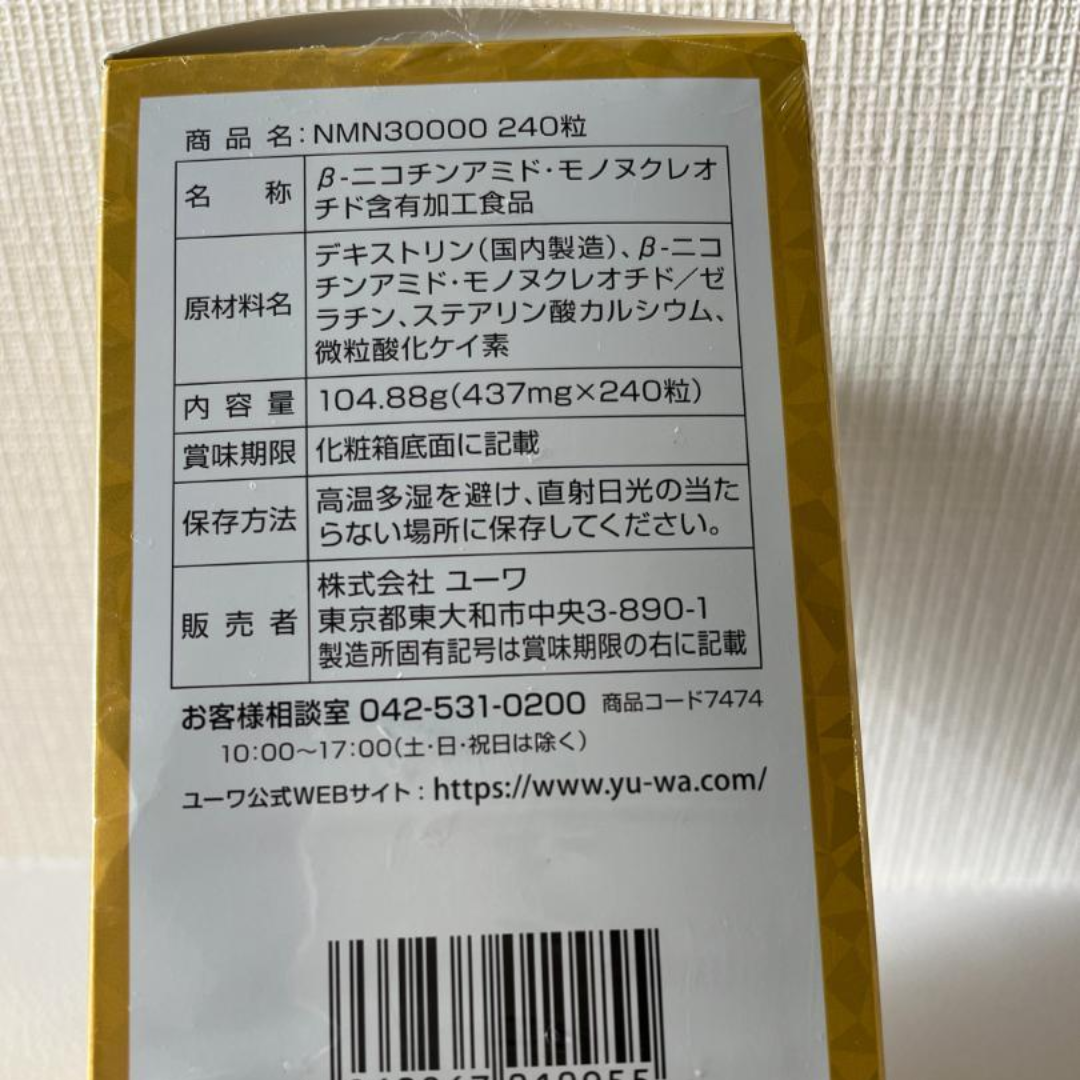 商品名：NMN30000 240粒
名称 β-ニコチンアミド・モノヌクレオ
チド含有加工食品
原材料名 デキストリン（国内製造）、β-ニコ
チンアミド・モノヌクレオチド／ゼ
ラチン、ステアリン酸カルシウム、
微粒酸化ケイ素
内容量 104.88g（437mg×240粒）
賞味期限 化粧箱底面に記載
保存方法 高温多湿を避け、直射日光の当た
らない場所に保存してください。
販売者 株式会社 ユーワ
東京都東大和市中央3-890-1
製造所固有記号は賞味期限の右に記載
お客様相談室 042-531-0200 商品コード7474
10：00～17：00（土・日・祝日は除く）
ユーワ公式WEBサイト：https://www.yu-wa.com/